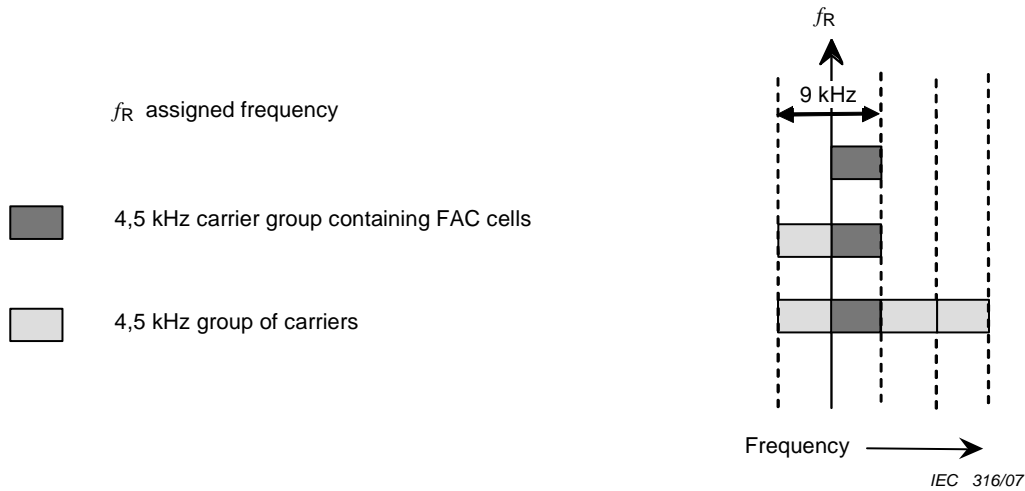 fR
9 kHz
fR assigned frequency
4,5 kHz carrier group containing FAC cells
4,5 kHz group of carriers
Frequency
IEC 316/07